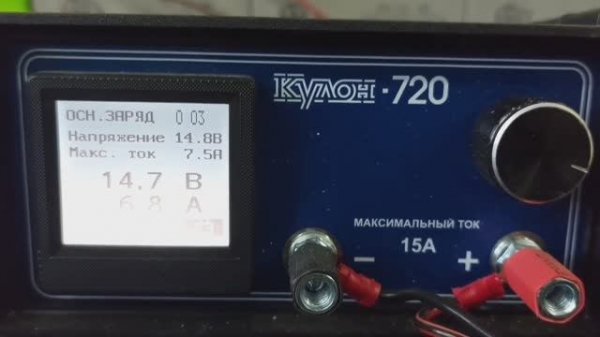 ОСН.ЗАРЯД 0 03
Напряжение 14.8В
Макс. ток 7.5А
14.7 В
6.8 А
КУЛОН-720
МАКСИМАЛЬНЫЙ ТОК
15А
− +